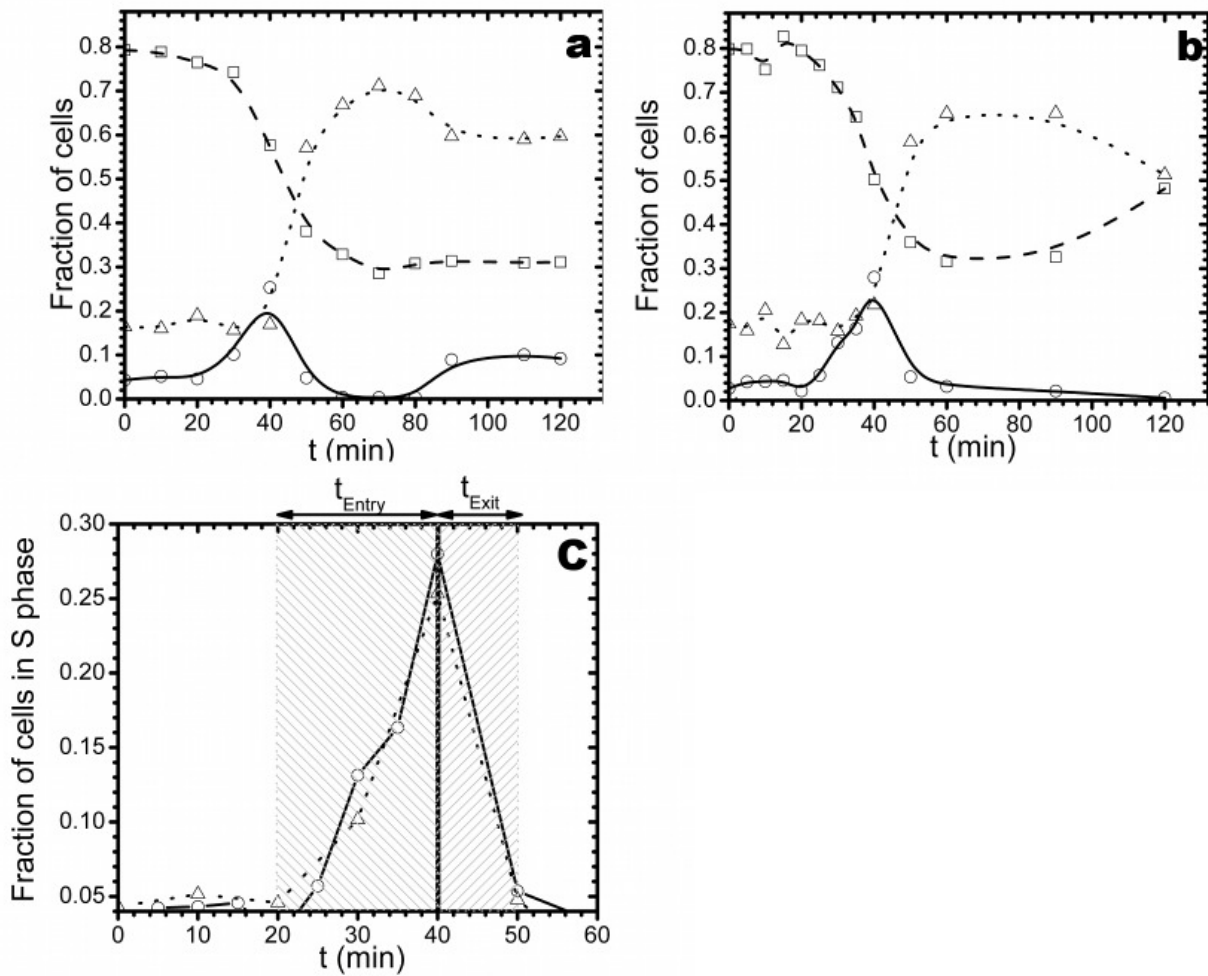 a
Fraction of cells
0.8
0.7
0.6
0.5
0.4
0.3
0.2
0.1
0.0
0 20 40 60 80 100 120
t (min)
b
Fraction of cells
0.8
0.7
0.6
0.5
0.4
0.3
0.2
0.1
0.0
0 20 40 60 80 100 120
t (min)
tEntry tExit
c
Fraction of cells in S phase
0.30
0.25
0.20
0.15
0.10
0.05
0 10 20 30 40 50 60
t (min)